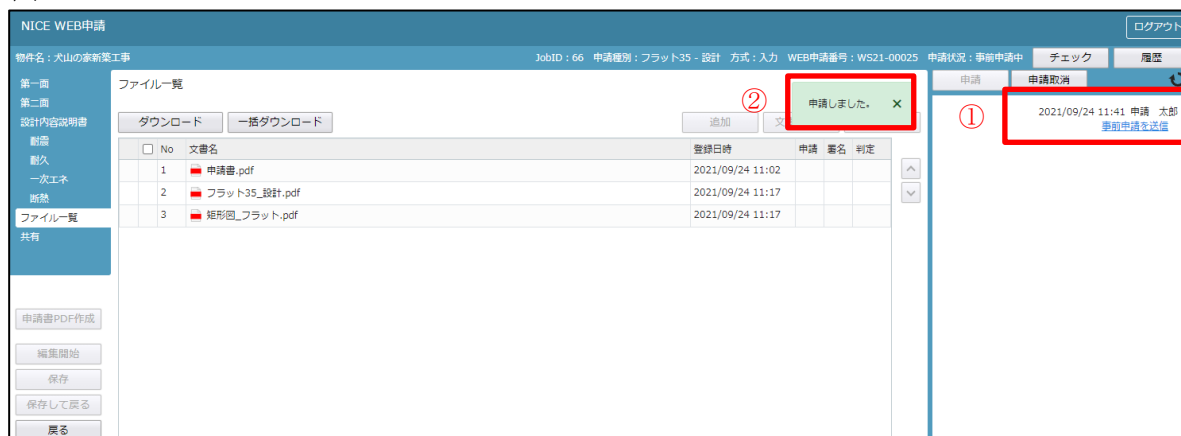 NICE WEB申請
ログアウト
物件名：犬山の家新築工事
JobID：66 申請種別：フラット35 - 設計 方式：入力 WEB申請番号：WS21-00025 申請状況：事前申請中
チェック
履歴
第一面
第二面
設計内容説明書
耐震
耐久
一次エネ
断熱
ファイル一覧
共有
申請書PDF作成
編集開始
保存
保存して戻る
戻る
ファイル一覧
ダウンロード
一括ダウンロード
追加
文
②
申請しました。 ×
No 文書名 登録日時 申請 署名 判定
1 申請書.pdf 2021/09/24 11:02
2 フラット35_設計.pdf 2021/09/24 11:17
3 矩形図_フラット.pdf 2021/09/24 11:17
申請
申請取消
①
2021/09/24 11:41 申請 太郎
事前申請を送信